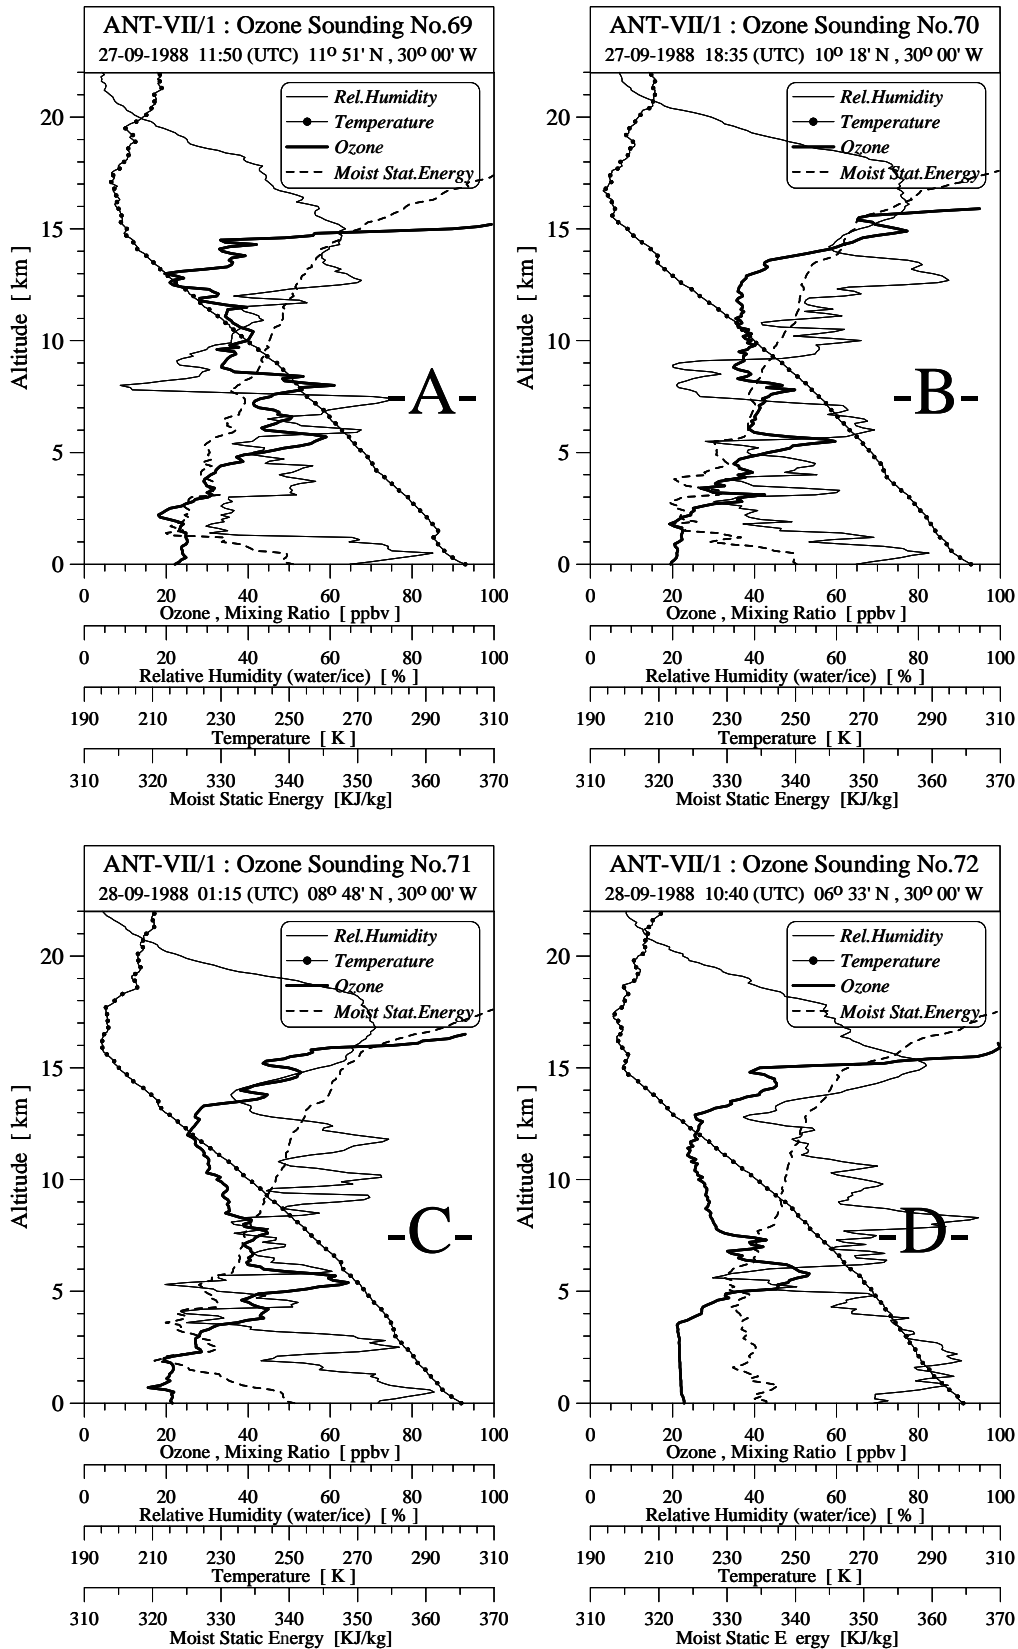 ANT-VII/1 : Ozone Sounding No.69
27-09-1988 11:50 (UTC) 11º 51' N , 30º 00' W
Rel.Humidity
Temperature
Ozone
Moist Stat.Energy
20
15
10
5
0
Altitude [ km ]
-A-
0 20 40 60 80 100
Ozone , Mixing Ratio [ ppbv ]
0 20 40 60 80 100
Relative Humidity (water/ice) [ % ]
190 210 230 250 270 290 310
Temperature [ K ]
310 320 330 340 350 360 370
Moist Static Energy [KJ/kg]
ANT-VII/1 : Ozone Sounding No.70
27-09-1988 18:35 (UTC) 10º 18' N , 30º 00' W
Rel.Humidity
Temperature
Ozone
Moist Stat.Energy
20
15
10
5
0
Altitude [ km ]
-B-
0 20 40 60 80 100
Ozone , Mixing Ratio [ ppbv ]
0 20 40 60 80 100
Relative Humidity (water/ice) [ % ]
190 210 230 250 270 290 310
Temperature [ K ]
310 320 330 340 350 360 370
Moist Static Energy [KJ/kg]
ANT-VII/1 : Ozone Sounding No.71
28-09-1988 01:15 (UTC) 08º 48' N , 30º 00' W
Rel.Humidity
Temperature
Ozone
Moist Stat.Energy
20
15
10
5
0
Altitude [ km ]
-C-
0 20 40 60 80 100
Ozone , Mixing Ratio [ ppbv ]
0 20 40 60 80 100
Relative Humidity (water/ice) [ % ]
190 210 230 250 270 290 310
Temperature [ K ]
310 320 330 340 350 360 370
Moist Static Energy [KJ/kg]
ANT-VII/1 : Ozone Sounding No.72
28-09-1988 10:40 (UTC) 06º 33' N , 30º 00' W
Rel.Humidity
Temperature
Ozone
Moist Stat.Energy
20
15
10
5
0
Altitude [ km ]
-D-
0 20 40 60 80 100
Ozone , Mixing Ratio [ ppbv ]
0 20 40 60 80 100
Relative Humidity (water/ice) [ % ]
190 210 230 250 270 290 310
Temperature [ K ]
310 320 330 340 350 360 370
Moist Static E ergy [KJ/kg]